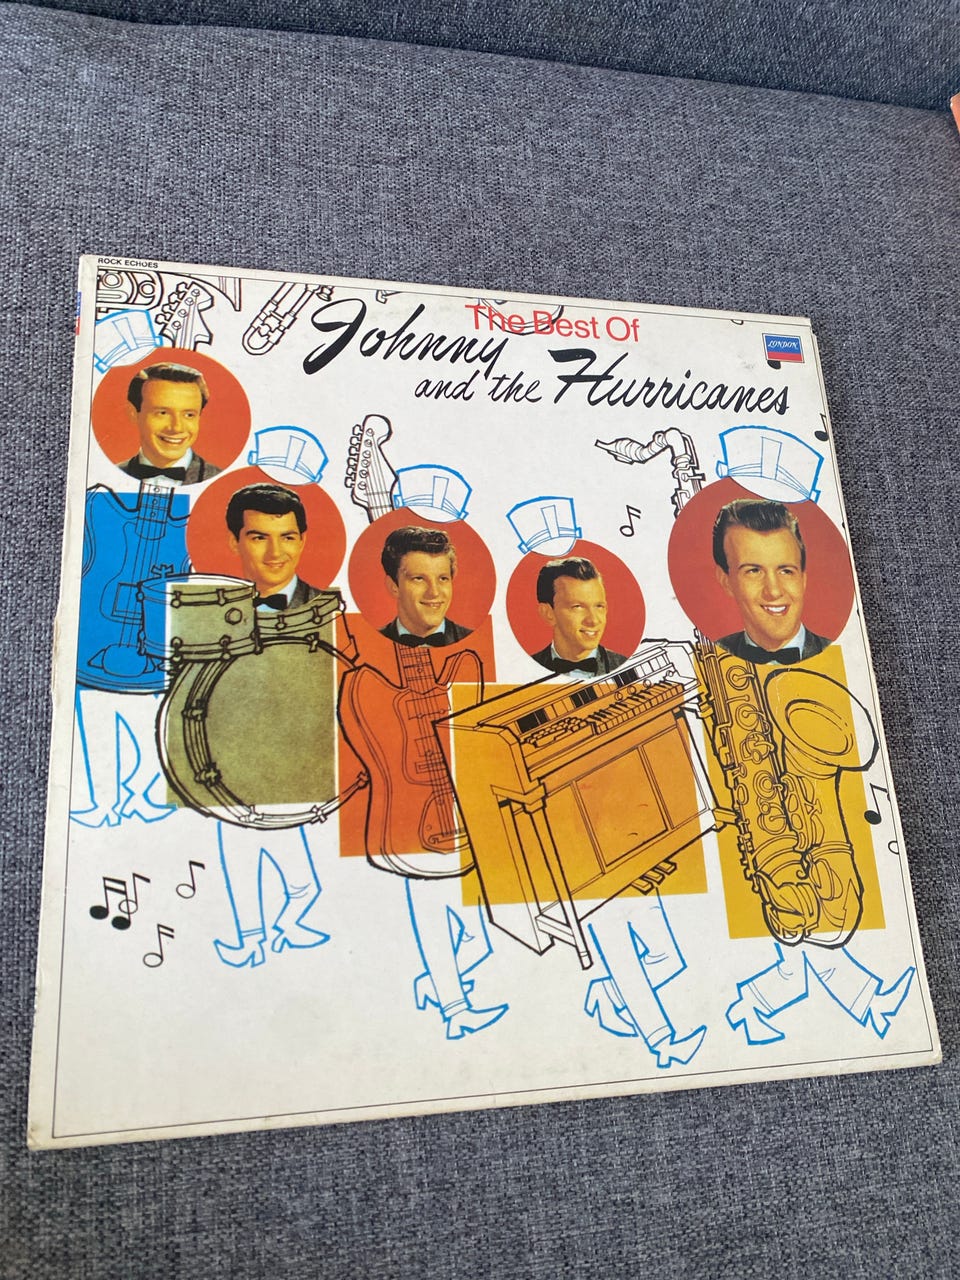 ROCK ECHOES
The Best Of
Johnny
and the Hurricanes
LONDON